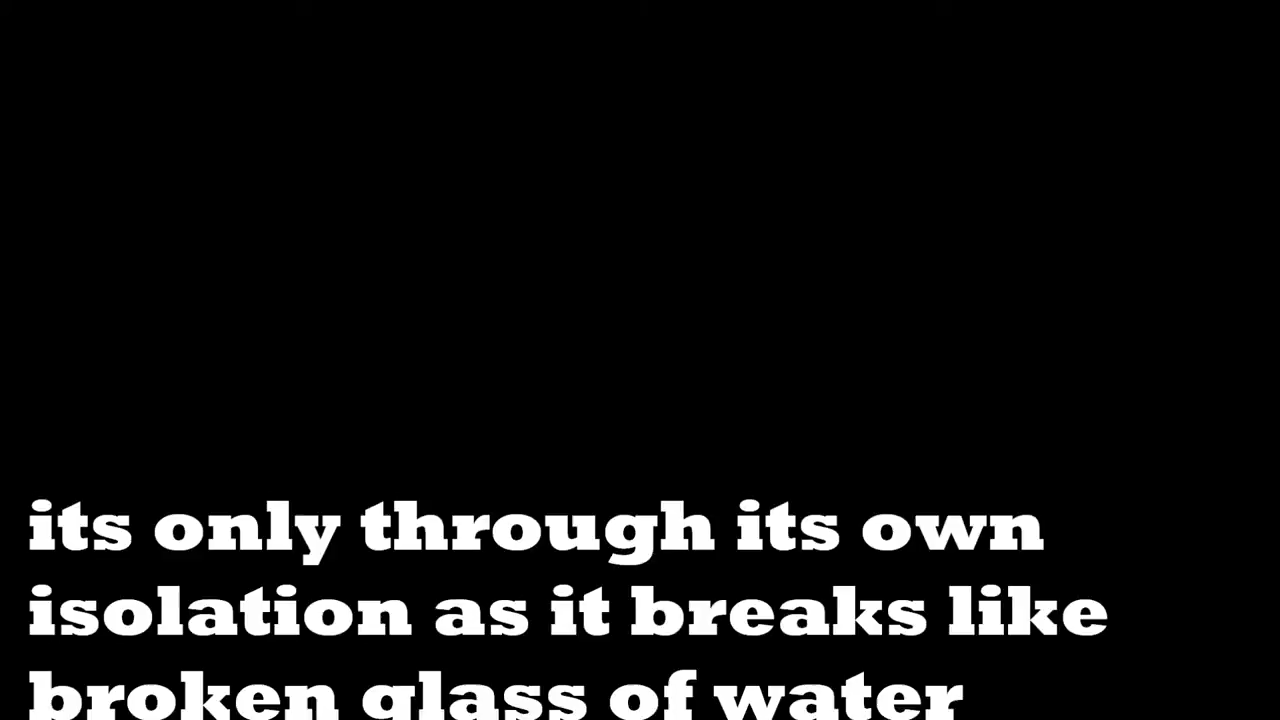 its only through its own
isolation as it breaks like
broken glass of water